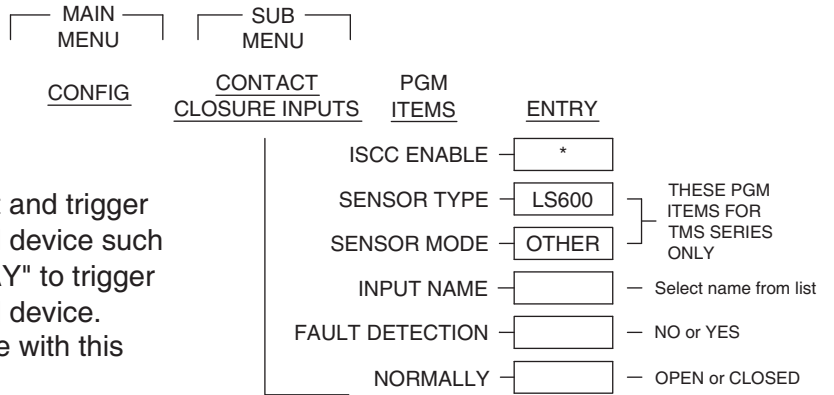 MAIN MENU
SUB MENU
CONFIG
CONTACT CLOSURE INPUTS
PGM ITEMS
ENTRY
ISCC ENABLE *
SENSOR TYPE LS600
SENSOR MODE OTHER
THESE PGM
ITEMS FOR
TMS SERIES
ONLY
INPUT NAME Select name from list
FAULT DETECTION NO or YES
NORMALLY OPEN or CLOSED
and trigger
device such
AY" to trigger
device.
e with this